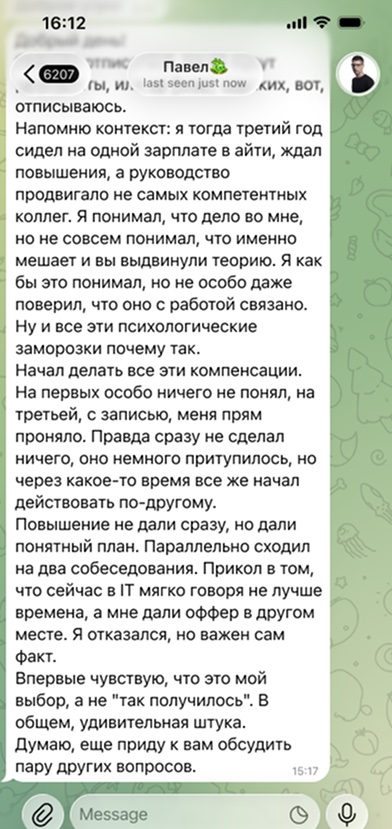 16:12
Добрый день!
6207
Павел
last seen just now
отписываюсь.
Напомню контекст: я тогда третий год
сидел на одной зарплате в айти, ждал
повышения, а руководство
продвигало не самых компетентных
коллег. Я понимал, что дело во мне,
но не совсем понимал, что именно
мешает и вы выдвинули теорию. Я как
бы это понимал, но не особо даже
поверил, что оно с работой связано.
Ну и все эти психологические
заморозки почему так.
Начал делать все эти компенсации.
На первых особо ничего не понял, на
третьей, с записью, меня прям
проняло. Правда сразу не сделал
ничего, оно немного притупилось, но
через какое-то время все же начал
действовать по-другому.
Повышение не дали сразу, но дали
понятный план. Параллельно сходил
на два собеседования. Прикол в том,
что сейчас в IT мягко говоря не лучше
времена, а мне дали оффер в другом
месте. Я отказался, но важен сам
факт.
Впервые чувствую, что это мой
выбор, а не "так получилось". В
общем, удивительная штука.
Думаю, еще приду к вам обсудить
пару других вопросов.
15:17
Message